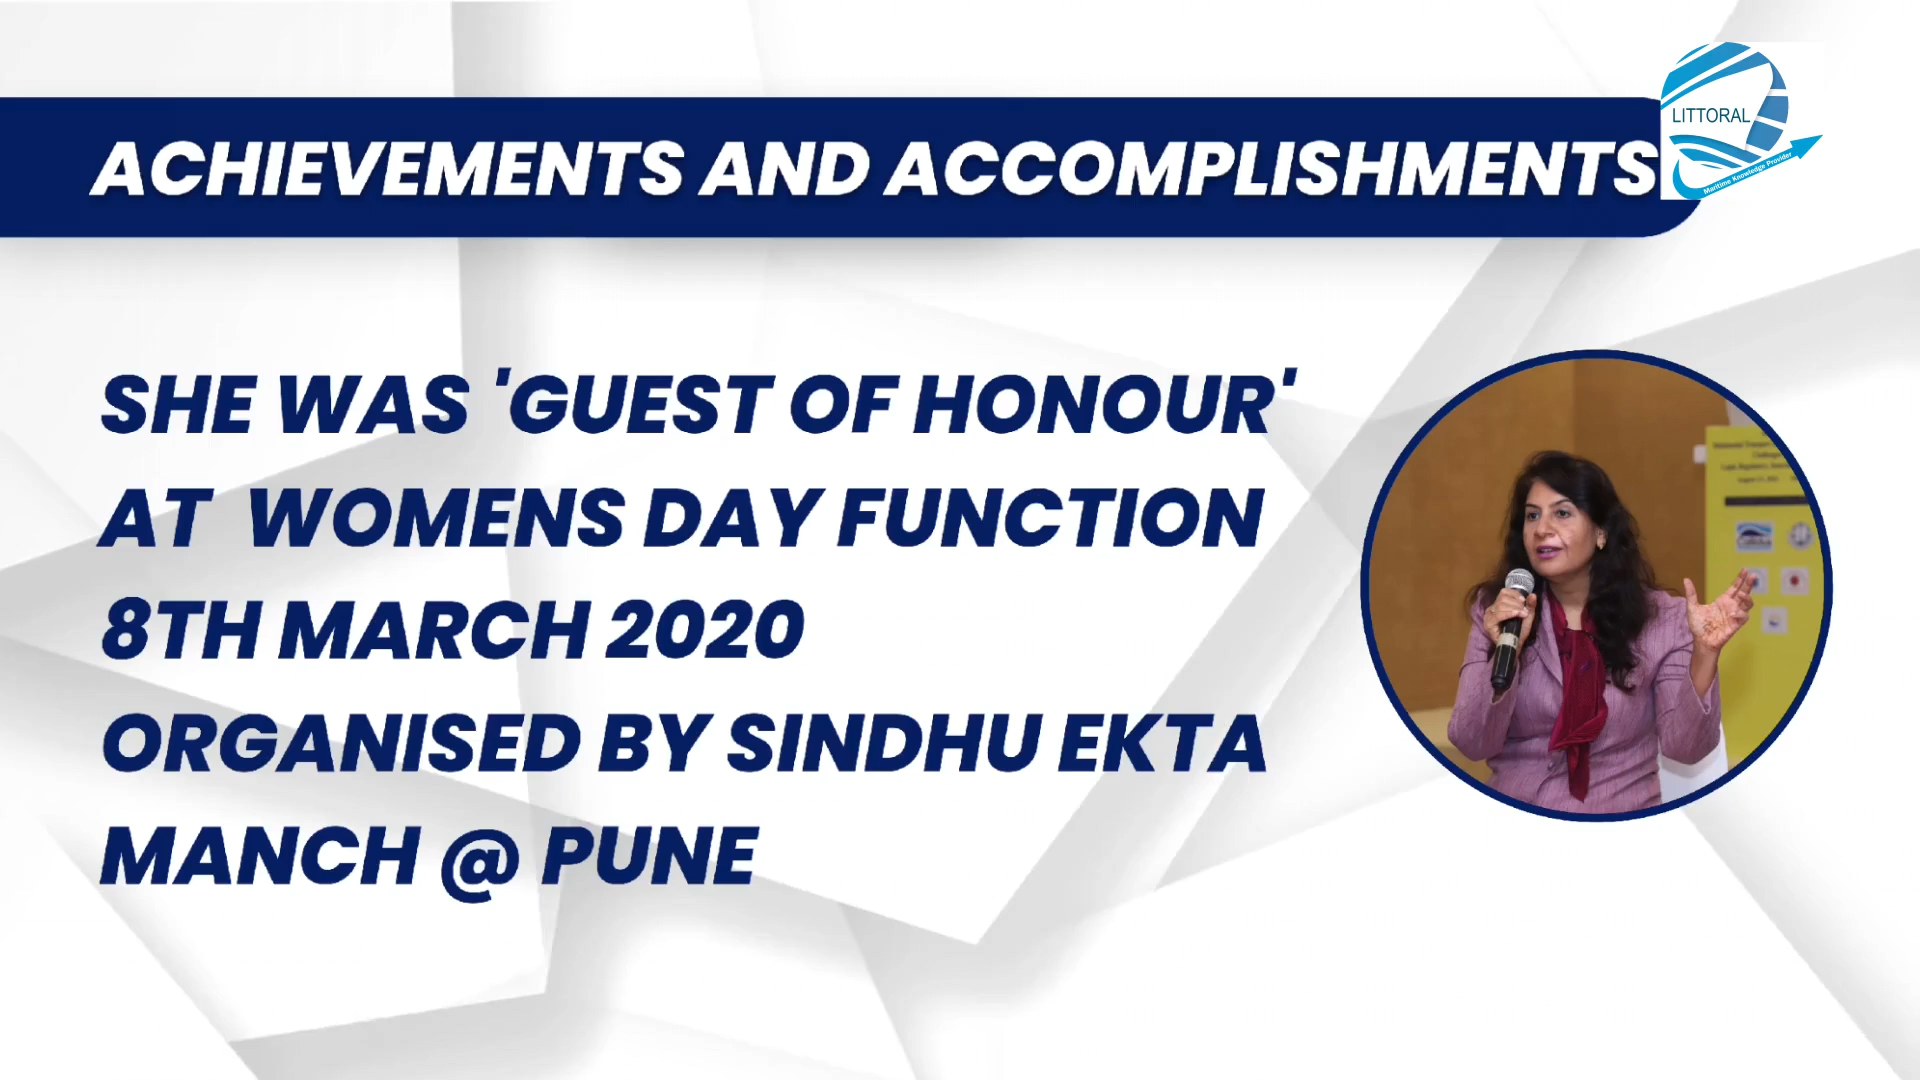 ACHIEVEMENTS AND ACCOMPLISHMENTS
LITTORAL
Maritime Knowledge Provider
SHE WAS 'GUEST OF HONOUR'
AT WOMENS DAY FUNCTION
8TH MARCH 2020
ORGANISED BY SINDHU EKTA
MANCH @ PUNE